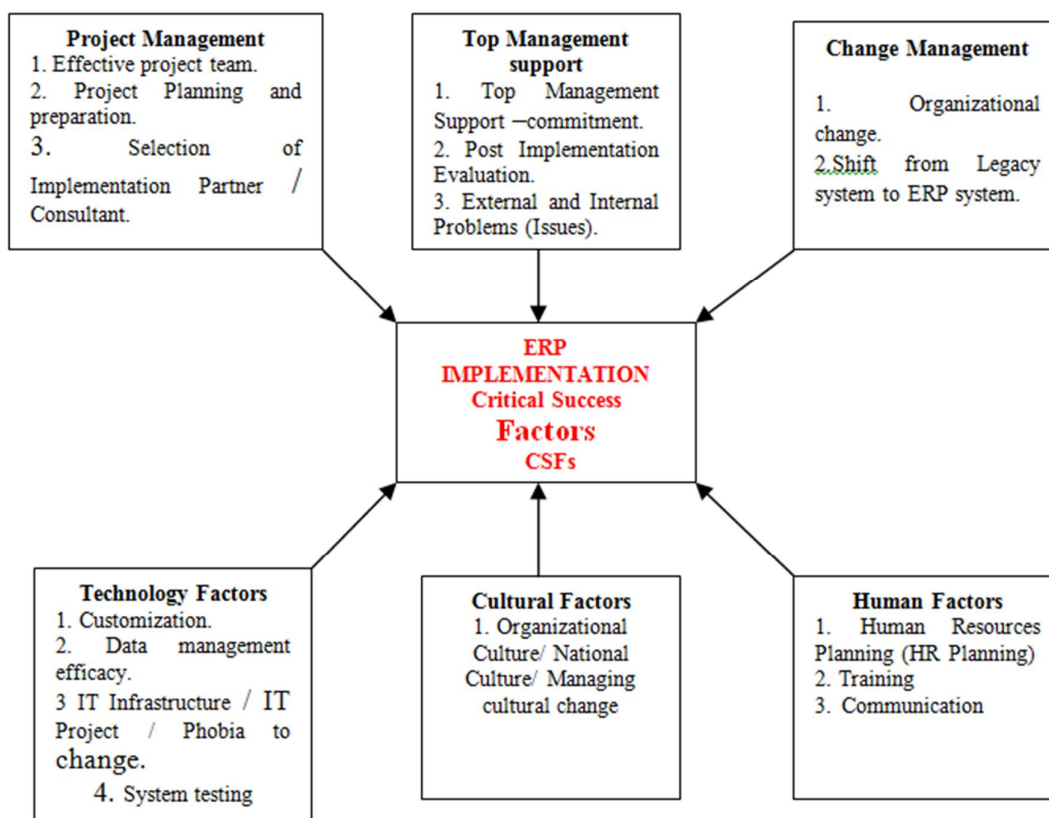 Project Management
1. Effective project team.
2. Project Planning and
preparation.
3. Selection of
Implementation Partner /
Consultant.
Top Management
support
1. Top Management
Support –commitment.
2. Post Implementation
Evaluation.
3. External and Internal
Problems (Issues).
Change Management
1. Organizational
change.
2.Shift from Legacy
system to ERP system.
ERP
IMPLEMENTATION
Critical Success
Factors
CSFs
Technology Factors
1. Customization.
2. Data management
efficacy.
3 IT Infrastructure / IT
Project / Phobia to
change.
4. System testing
Cultural Factors
1. Organizational
Culture/ National
Culture/ Managing
cultural change
Human Factors
1. Human Resources
Planning (HR Planning)
2. Training
3. Communication